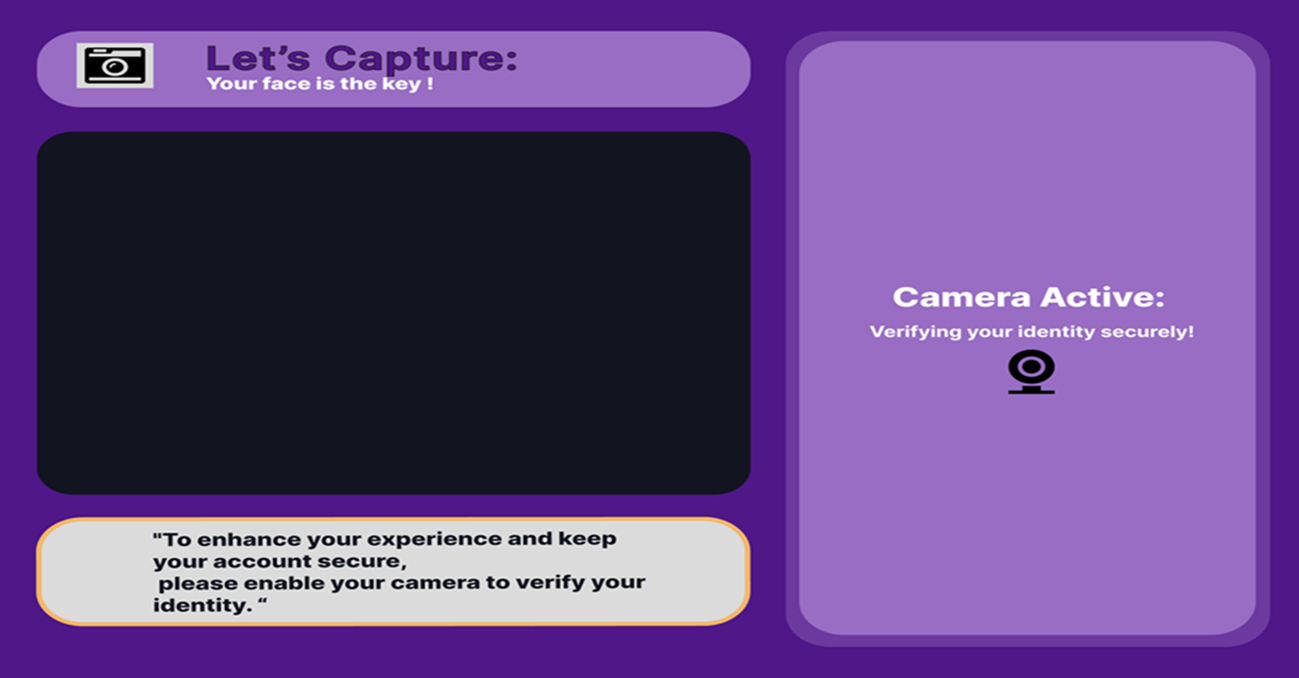 Let’s Capture:
Your face is the key !
"To enhance your experience and keep
your account secure,
please enable your camera to verify your
identity. “
Camera Active:
Verifying your identity securely!